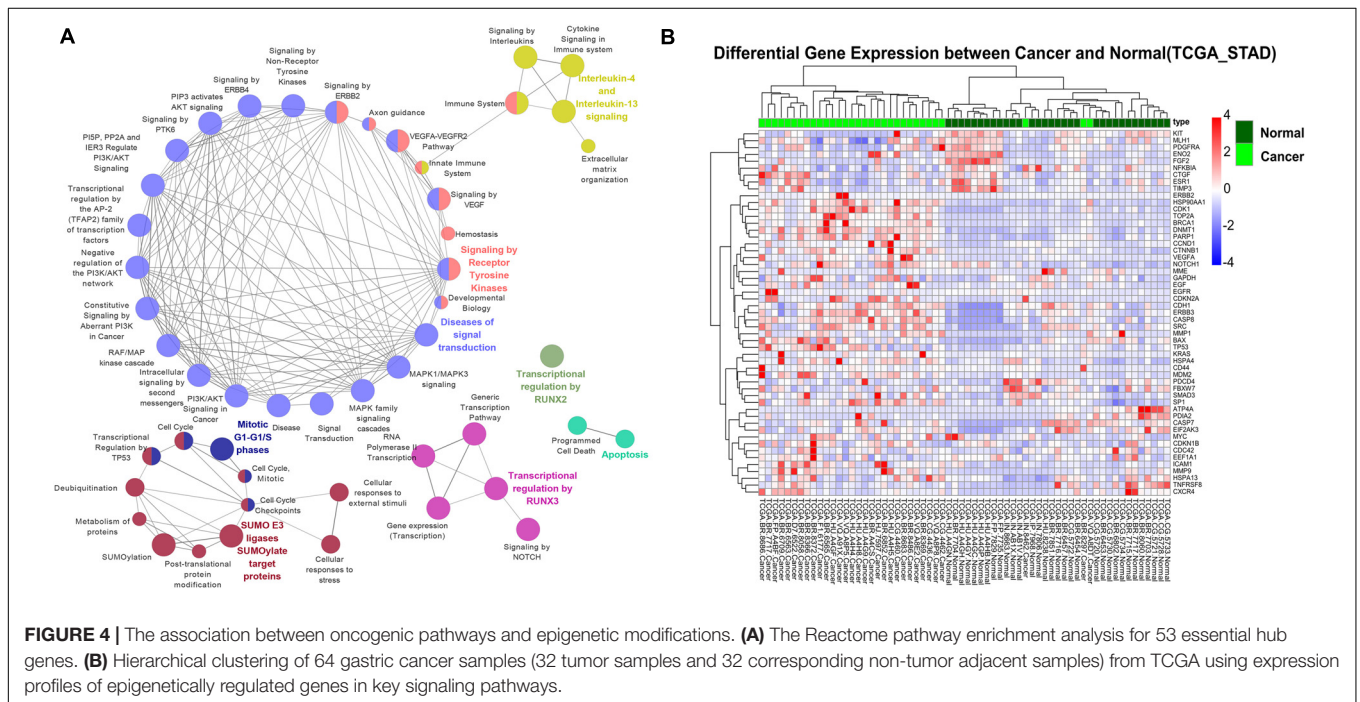 A
Signaling by
Non-Receptor
Tyrosine
Kinases
Signaling by
ERBB4
Signaling by
ERBB2
PIP3 activates
AKT signaling
Axon guidance
Signaling by
PTK6
VEGFA-VEGFR2
Pathway
PI5P, PP2A and
IER3 Regulate
PI3K/AKT
Signaling
Innate Immune
System
Transcriptional
regulation by
the AP-2
(TFAP2) family
of transcription
factors
Signaling by
VEGF
Hemostasis
Negative
regulation of
the PI3K/AKT
network
Signaling by
Receptor
Tyrosine
Kinases
Developmental
Biology
Constitutive
Signaling by
Aberrant PI3K
in Cancer
Diseases of
signal
transduction
RAF/MAP
kinase cascade
MAPK1/MAPK3
signaling
Intracellular
signaling by
second
messengers
PI3K/AKT
Signaling in
Cancer
Disease
Signal
Transduction
MAPK family
signaling
cascades
Signaling by
Interleukins
Cytokine
Signaling in
Immune system
Interleukin-4
and
Interleukin-13
signaling
Immune System
Extracellular
matrix
organization
Transcriptional
regulation by
RUNX2
Generic
Transcription
Pathway
RNA
Polymerase II
Transcription
Programmed
Cell Death
Apoptosis
Transcriptional
regulation by
RUNX3
Gene expression
(Transcription)
Signaling by
NOTCH
Cell Cycle
Mitotic
G1-G1/S
phases
Transcriptional
Regulation by
TP53
Cell Cycle,
Mitotic
Cell Cycle
Checkpoints
Cellular
responses to
external stimuli
Deubiquitination
Metabolism of
proteins
SUMO E3
ligases
SUMOylate
target
proteins
SUMOylation
Post-translational
protein
modification
Cellular
responses to
stress
B
Differential Gene Expression between Cancer and Normal(TCGA_STAD)
type
4
2
0
-2
-4
Normal
Cancer
KIT
MLH1
PDGFRA
ENO2
FGF2
NFKBIA
CTGF
ESR1
TIMP3
ERBB2
HSP90AA1
CDK1
TOP2A
BRCA1
DNMT1
PARP1
CCND1
CTNNB1
VEGFA
NOTCH1
MME
GAPDH
EGF
EGFR
CDKN2A
CDH1
ERBB3
CASP8
SRC
MMP1
BAX
TP53
KRAS
HSPA4
CD44
MDM2
PDCD4
FBXW7
SMAD3
SP1
ATP4A
PDIA2
CASP7
EIF2AK3
MYC
CDKN1B
CDC42
EEF1A1
ICAM1
MMP9
HSPA13
TNFRSF8
CXCR4
FIGURE 4 | The association between oncogenic pathways and epigenetic modifications. (A) The Reactome pathway enrichment analysis for 53 essential hub
genes. (B) Hierarchical clustering of 64 gastric cancer samples (32 tumor samples and 32 corresponding non-tumor adjacent samples) from TCGA using expression
profiles of epigenetically regulated genes in key signaling pathways.